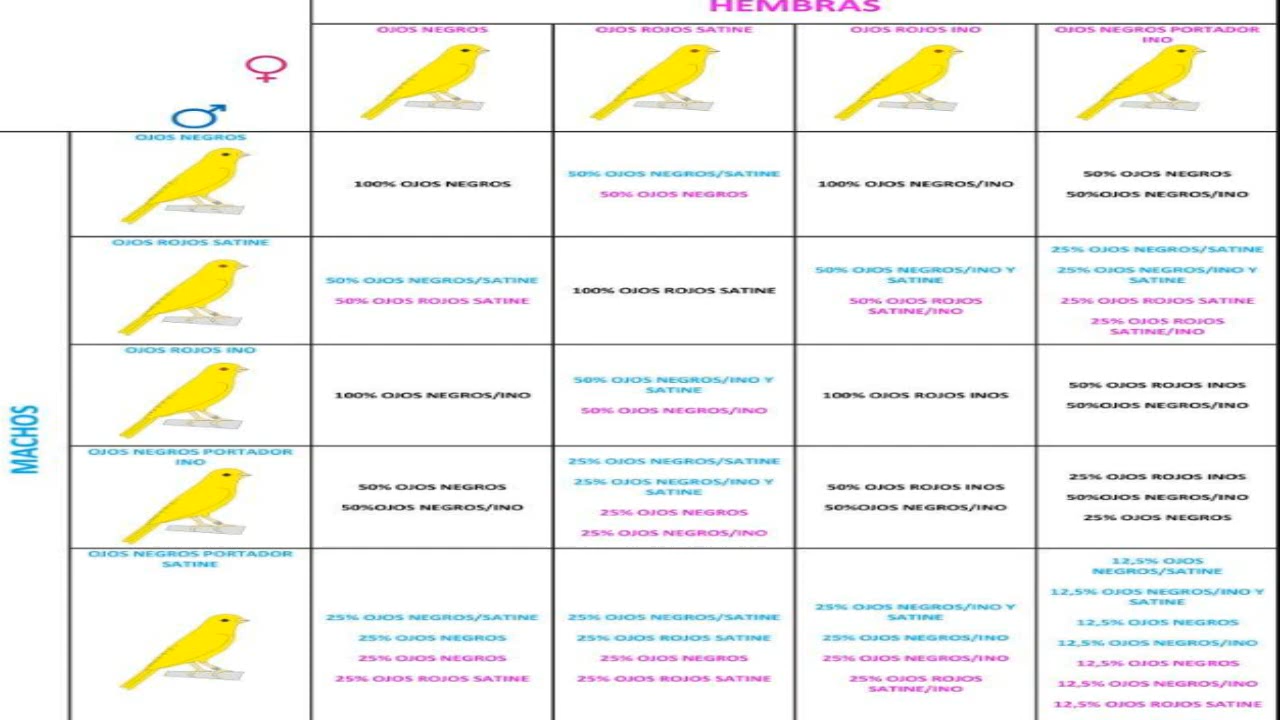 HEMBRAS
OJOS NEGROS
OJOS ROJOS SATINE
OJOS ROJOS INO
OJOS NEGROS PORTADOR
INO
OJOS NEGROS
100% OJOS NEGROS
50% OJOS NEGROS/SATINE
50% OJOS NEGROS
100% OJOS NEGROS/INO
50% OJOS NEGROS
50%OJOS NEGROS/INO
OJOS ROJOS SATINE
50% OJOS NEGROS/SATINE
50% OJOS ROJOS SATINE
100% OJOS ROJOS SATINE
50% OJOS NEGROS/INO Y
SATINE
50% OJOS ROJOS
SATINE/INO
25% OJOS NEGROS/SATINE
25% OJOS NEGROS/INO Y
SATINE
25% OJOS ROJOS SATINE
25% OJOS ROJOS
SATINE/INO
MACHOS
OJOS ROJOS INO
100% OJOS NEGROS/INO
50% OJOS NEGROS/INO Y
SATINE
50% OJOS NEGROS/INO
100% OJOS ROJOS INOS
50% OJOS ROJOS INOS
50%OJOS NEGROS/INO
OJOS NEGROS PORTADOR
INO
50% OJOS NEGROS
50%OJOS NEGROS/INO
25% OJOS NEGROS/SATINE
25% OJOS NEGROS/INO Y
SATINE
25% OJOS NEGROS
25% OJOS NEGROS/INO
50% OJOS ROJOS INOS
50%OJOS NEGROS/INO
25% OJOS ROJOS INOS
50%OJOS NEGROS/INO
25% OJOS NEGROS
OJOS NEGROS PORTADOR
SATINE
25% OJOS NEGROS/SATINE
25% OJOS NEGROS
25% OJOS NEGROS
25% OJOS ROJOS SATINE
25% OJOS NEGROS/SATINE
25% OJOS ROJOS SATINE
25% OJOS NEGROS
25% OJOS ROJOS SATINE
25% OJOS NEGROS/INO Y
SATINE
25% OJOS NEGROS/INO
25% OJOS NEGROS/INO
25% OJOS ROJOS
SATINE/INO
12,5% OJOS
NEGROS/SATINE
12,5% OJOS NEGROS/INO Y
SATINE
12,5% OJOS NEGROS
12,5% OJOS NEGROS/INO
12,5% OJOS NEGROS
12,5% OJOS NEGROS/INO
12,5% OJOS ROJOS SATINE